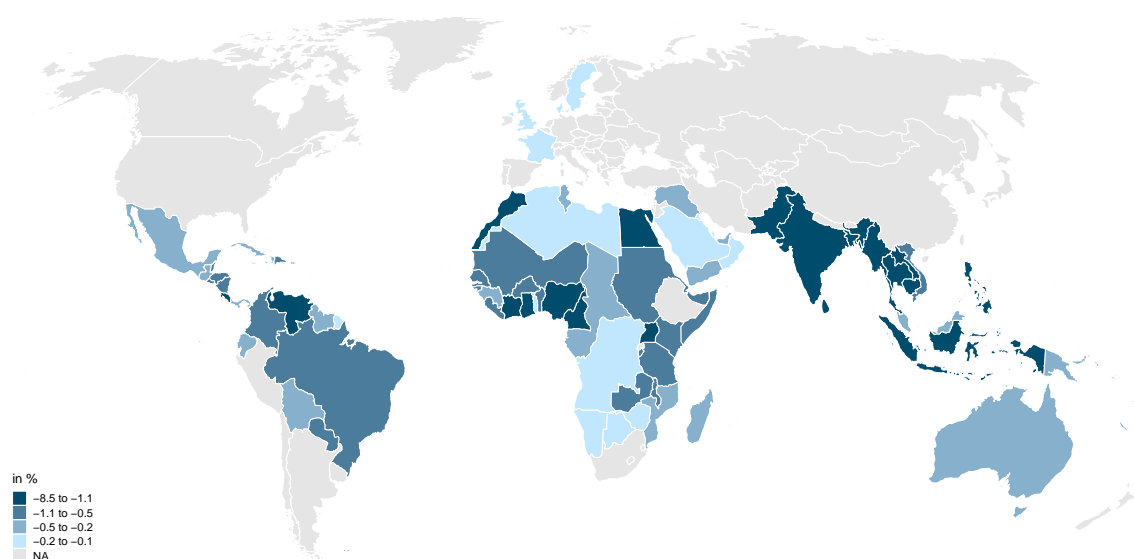 in %
−8.5 to −1.1
−1.1 to −0.5
−0.5 to −0.2
−0.2 to −0.1
NA